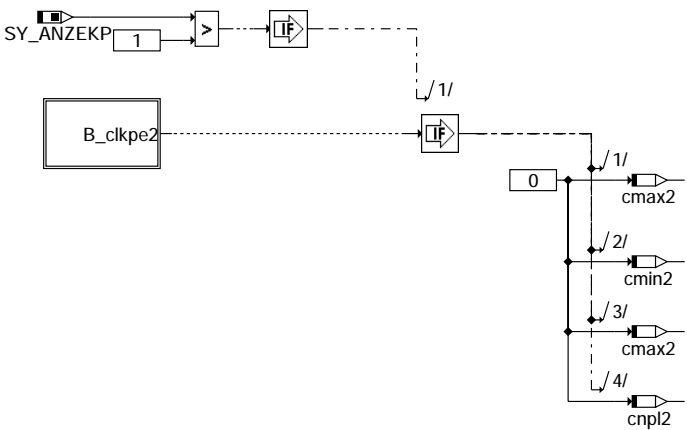 SY_ANZEKP
1
>
IF
/1/
B_clkpe2
IF
/1/
0
cmax2
/2/
cmin2
/3/
cmax2
/4/
cnpl2